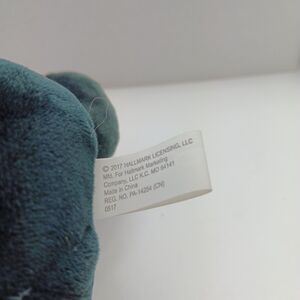 © 2017 HALLMARK LICENSING, LLC
Mfd. For Hallmark Marketing
Company, LLC K.C. MO 64141
Made in China
REG. NO. PA-14254 (CN)
0517